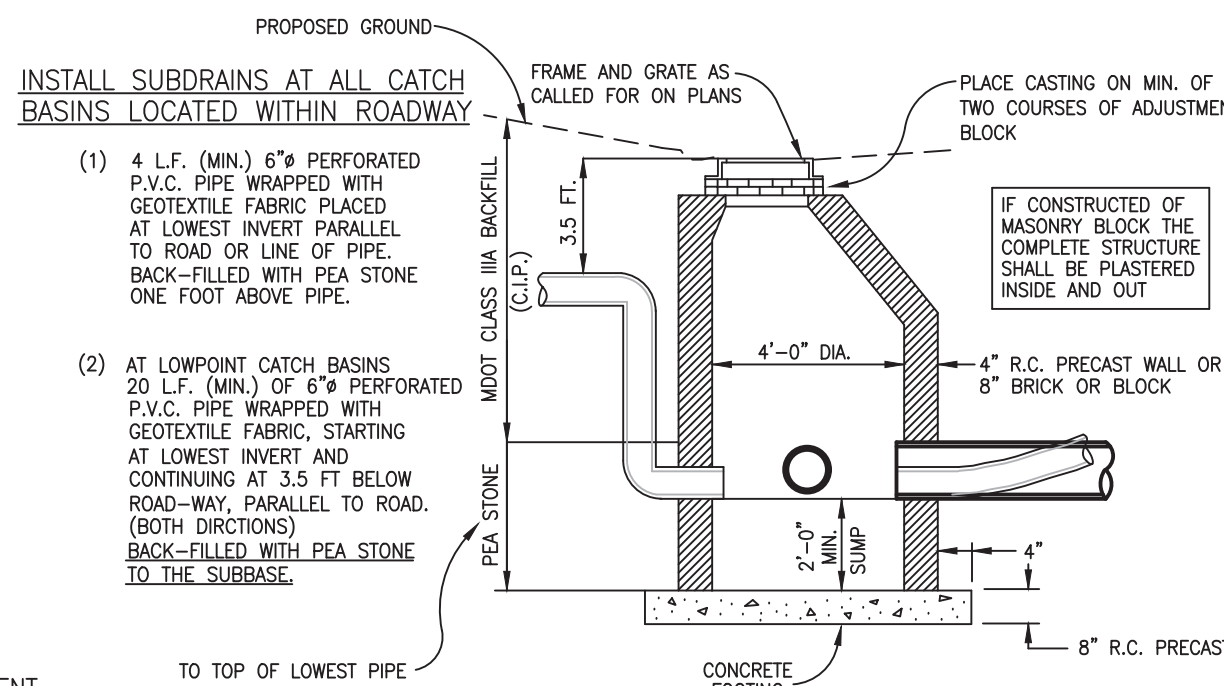 PROPOSED GROUND
INSTALL SUBDRAINS AT ALL CATCH
BASINS LOCATED WITHIN ROADWAY
(1) 4 L.F. (MIN.) 6"ø PERFORATED
P.V.C. PIPE WRAPPED WITH
GEOTEXTILE FABRIC PLACED
AT LOWEST INVERT PARALLEL
TO ROAD OR LINE OF PIPE.
BACK-FILLED WITH PEA STONE
ONE FOOT ABOVE PIPE.
(2) AT LOWPOINT CATCH BASINS
20 L.F. (MIN.) OF 6"ø PERFORATED
P.V.C. PIPE WRAPPED WITH
GEOTEXTILE FABRIC, STARTING
AT LOWEST INVERT AND
CONTINUING AT 3.5 FT BELOW
ROAD-WAY, PARALLEL TO ROAD.
(BOTH DIRCTIONS)
BACK-FILLED WITH PEA STONE
TO THE SUBBASE.
TO TOP OF LOWEST PIPE
MDOT CLASS IIIA BACKFILL
(C.I.P.)
PEA STONE
FRAME AND GRATE AS
CALLED FOR ON PLANS
3.5 FT.
PLACE CASTING ON MIN. OF
TWO COURSES OF ADJUSTMEN
BLOCK
IF CONSTRUCTED OF
MASONRY BLOCK THE
COMPLETE STRUCTURE
SHALL BE PLASTERED
INSIDE AND OUT
4'-0" DIA.
4" R.C. PRECAST WALL OR
8" BRICK OR BLOCK
2'-0"
MIN.
SUMP
4"
8" R.C. PRECAST
CONCRETE
FOOTING
ENT